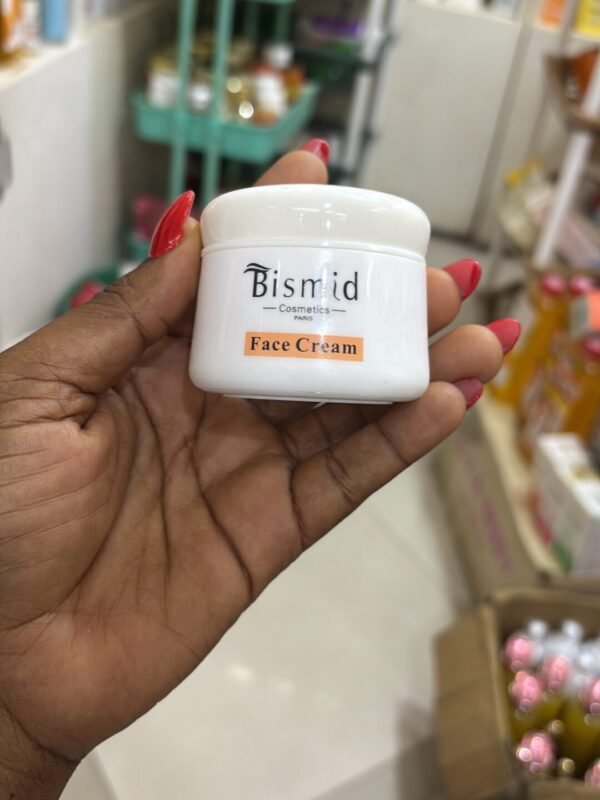 Bismid
Cosmetics
PARIS
Face Cream